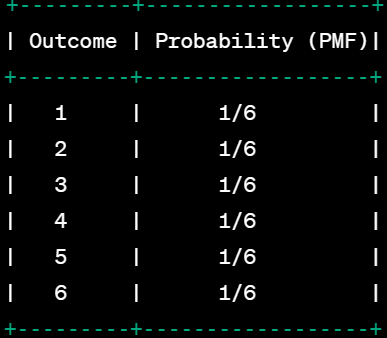 +---------+------------------+
| Outcome | Probability (PMF)|
+---------+------------------+
|   1     |      1/6         |
|   2     |      1/6         |
|   3     |      1/6         |
|   4     |      1/6         |
|   5     |      1/6         |
|   6     |      1/6         |
+---------+------------------+